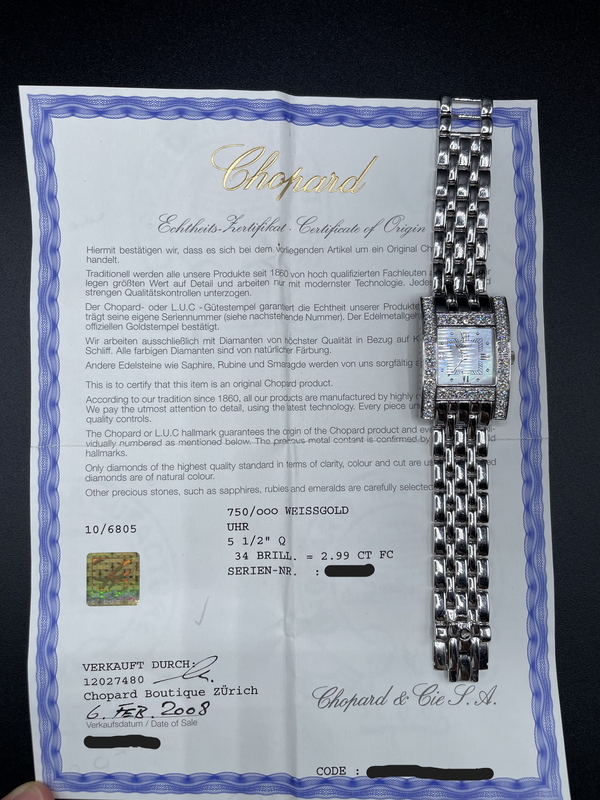 Chopard
Echtheits-Zertifikat - Certificate of Origin
Hiermit bestätigen wir, dass es sich bei dem vorliegenden Artikel um ein Original
handelt.
Traditionell werden alle unsere Produkte seit 1860 von hoch qualifizierten Fachleuten
legen größten Wert auf Detail und arbeiten nur mit modernster Technologie.
strengen Qualitätskontrollen unterzogen.
Der Chopard- oder L.U.C -Gütestempel garantiert die Echtheit unserer Produkte
trägt seine eigene Seriennummer (siehe nachstehende Nummer). Der
offiziellen Goldstempel bestätigt.
Wir arbeiten ausschließlich mit Diamanten von höchster Qualität in Bezug auf
Schliff. Alle farbigen Diamanten sind von natürlicher Färbung.
Andere Edelsteine wie Saphire, Rubine und Smaragde werden von uns sorgfältig
This is to certify that this item is an original Chopard product.
According to our tradition since 1860, all our products are manufactured by highly
We pay the utmost attention to detail, using the latest technology. Every piece
quality controls.
The Chopard or L.U.C hallmark guarantees the origin of the Chopard product and
vidually numbered as mentioned below. The precious metal content is confirmed by
hallmarks.
Only diamonds of the highest quality standard in terms of clarity, colour and cut are
diamonds are of natural colour.
Other precious stones, such as sapphires, rubies and emeralds are carefully selected
750/ooo WEISSGOLD
10/6805
UHR
5 1/2" Q
34 BRILL. = 2.99 CT FC
SERIEN-NR. :
VERKAUFT DURCH:
12027480
Chopard Boutique ZÜrich
6. FEB. 2008
Verkaufsdatum / Date of Sale
Chopard & Cie S.A.
CODE :